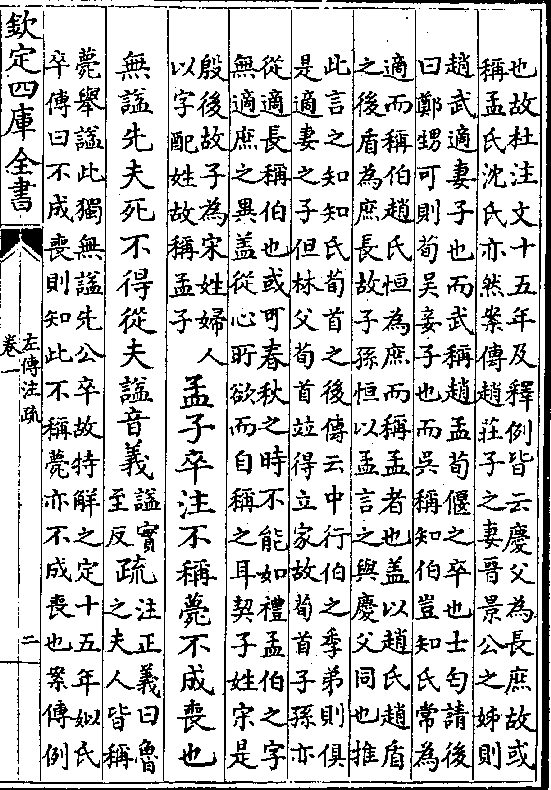 也故杜注文十五年及釋例皆云慶父為長庶故或
稱孟氏沈氏亦然案傳趙莊子之妻晉景公之姊則
趙武適妻子也而武稱趙孟荀偃之卒也士匄請後
曰鄭甥可則荀吳妾子也而吳稱知伯豈知氏常為
適而稱伯趙氏恒為庶而稱孟者也盖以趙氏趙盾
之後盾為庶長故子孫恒以孟言之與慶父同也推
此言之知知氏荀首之後傳云中行伯之季弟則俱
是適妻之子但林父荀首竝得立家故荀首子孫亦
從適長稱伯也或可春秋之時不能如禮孟伯之字
無適庶之異盖從心所欲而自稱之耳契子姓宋是
殷後故子為宋姓婦人
以字配姓故稱孟子
孟子卒注不稱薨不成喪也
無謚先夫死不得從夫謚音義
謚實
至反
疏
注正義曰魯
之夫人皆稱
薨舉謚此獨無謚先公卒故特解之定十五年姒氏
卒傳曰不成喪則知此不稱薨亦不成喪也案傳例
欽定四庫全書
左傳注疏
卷一
二